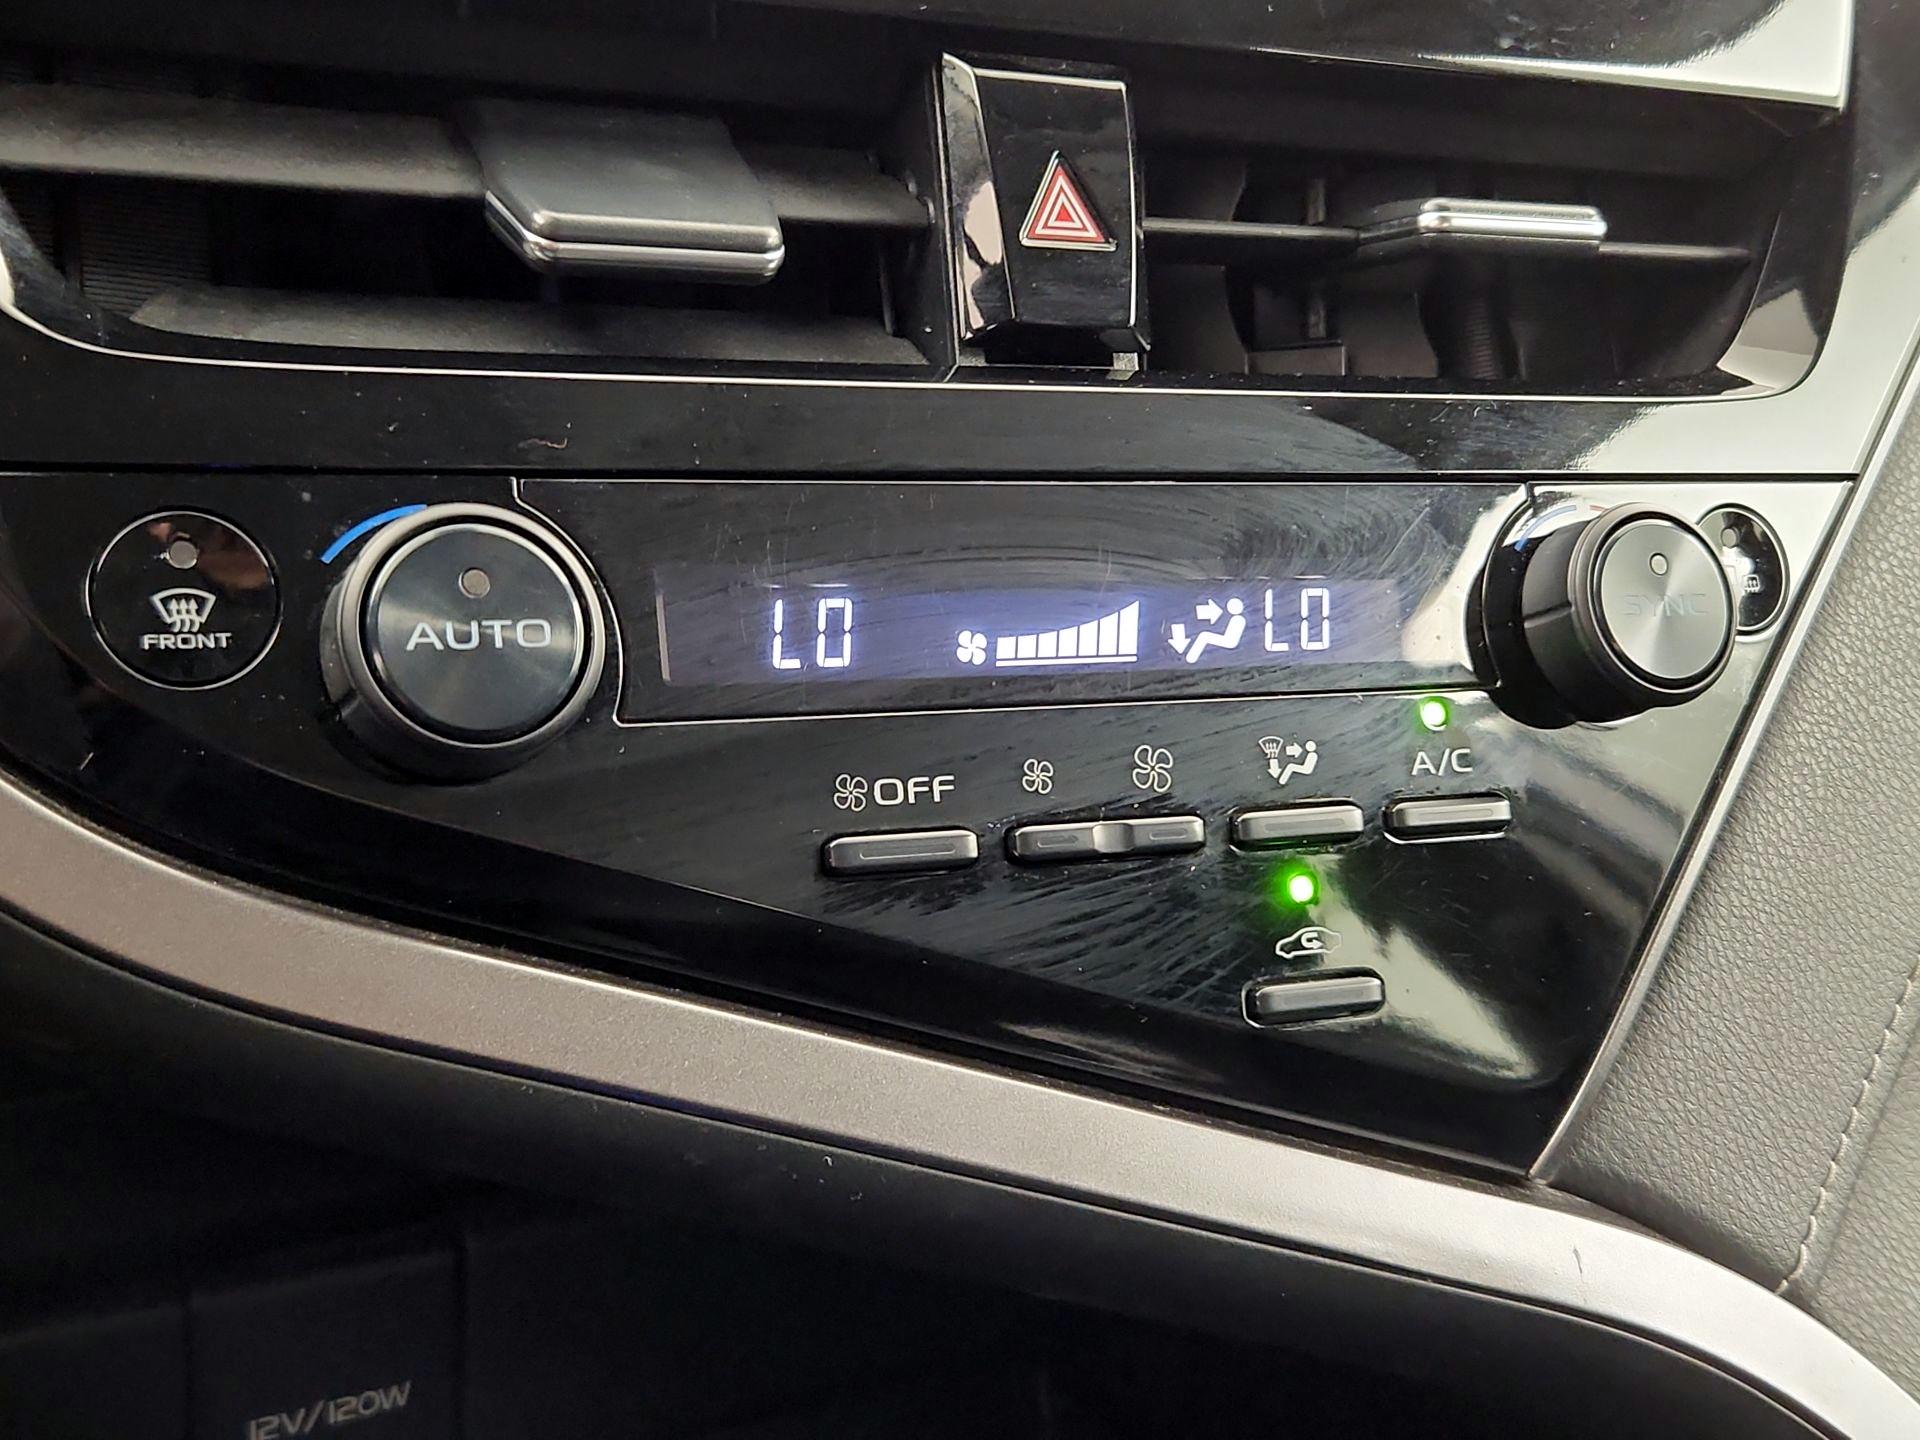 FRONT
AUTO
LO
LO
SYNC
OFF
A/C
12V/120W